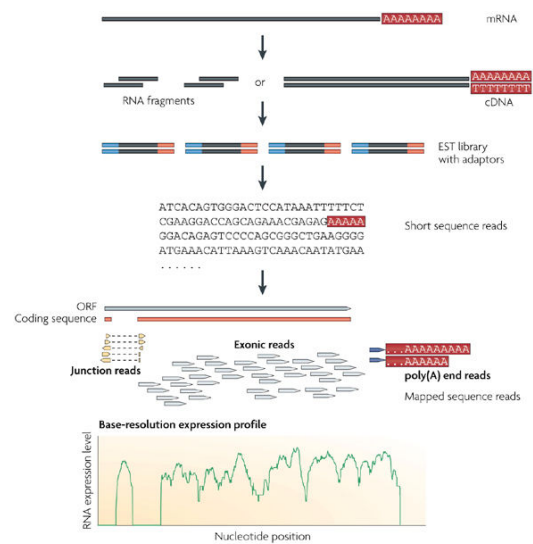 AAAAAAAA
mRNA
or
AAAAAAAA
TTTTTTTT
RNA fragments
cDNA
EST library
with adaptors
ATCACAGTGGGACTCCATAAATTTTTCT
CGAAGGACCAGCAGAAACGAGAGAAAAA
GGACAGAGTCCCCAGCGGGCTGAAGGGG
ATGAAACATTAAAGTCAAACAATATGAA
......
Short sequence reads
ORF
Coding sequence
Junction reads
Exonic reads
...AAAAAAAAA
...AAAAAA
poly(A) end reads
Mapped sequence reads
Base-resolution expression profile
RNA expression level
Nucleotide position